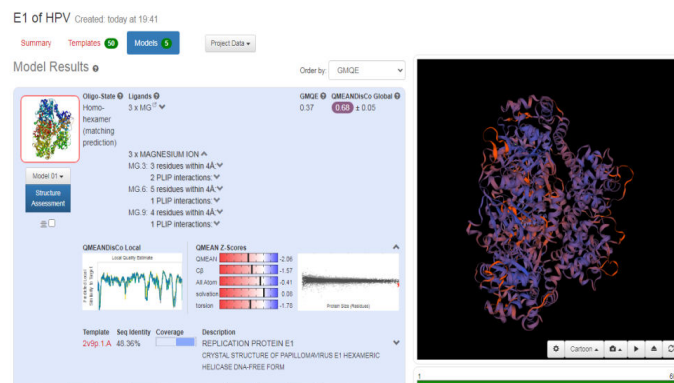 E1 of HPV Created: today at 19:41
Summary Templates 50 Models 5 Project Data
Model Results
Order by: GMQE
Oligo-State Ligands GMQE QMEANDisCo Global
Homo-hexamer (matching prediction) 3 x MG 0.37 0.68 ± 0.05
3 x MAGNESIUM ION
MG.3: 3 residues within 4Å:
2 PLIP interactions:
MG.6: 5 residues within 4Å:
1 PLIP interactions:
MG.9: 4 residues within 4Å:
1 PLIP interactions:
Model 01
Structure
Assessment
QMEANDisCo Local QMEAN Z-Scores
Local Quality Estimate
QMEAN -2.06
Cβ -1.57
All Atom -0.41
solvation 0.08
torsion -1.78
Protein Size (Residues)
Template Seq Identity Coverage Description
2v9p.1.A 46.36% REPLICATION PROTEIN E1
CRYSTAL STRUCTURE OF PAPILLOMAVIRUS E1 HEXAMERIC
HELICASE DNA-FREE FORM
Cartoon
1